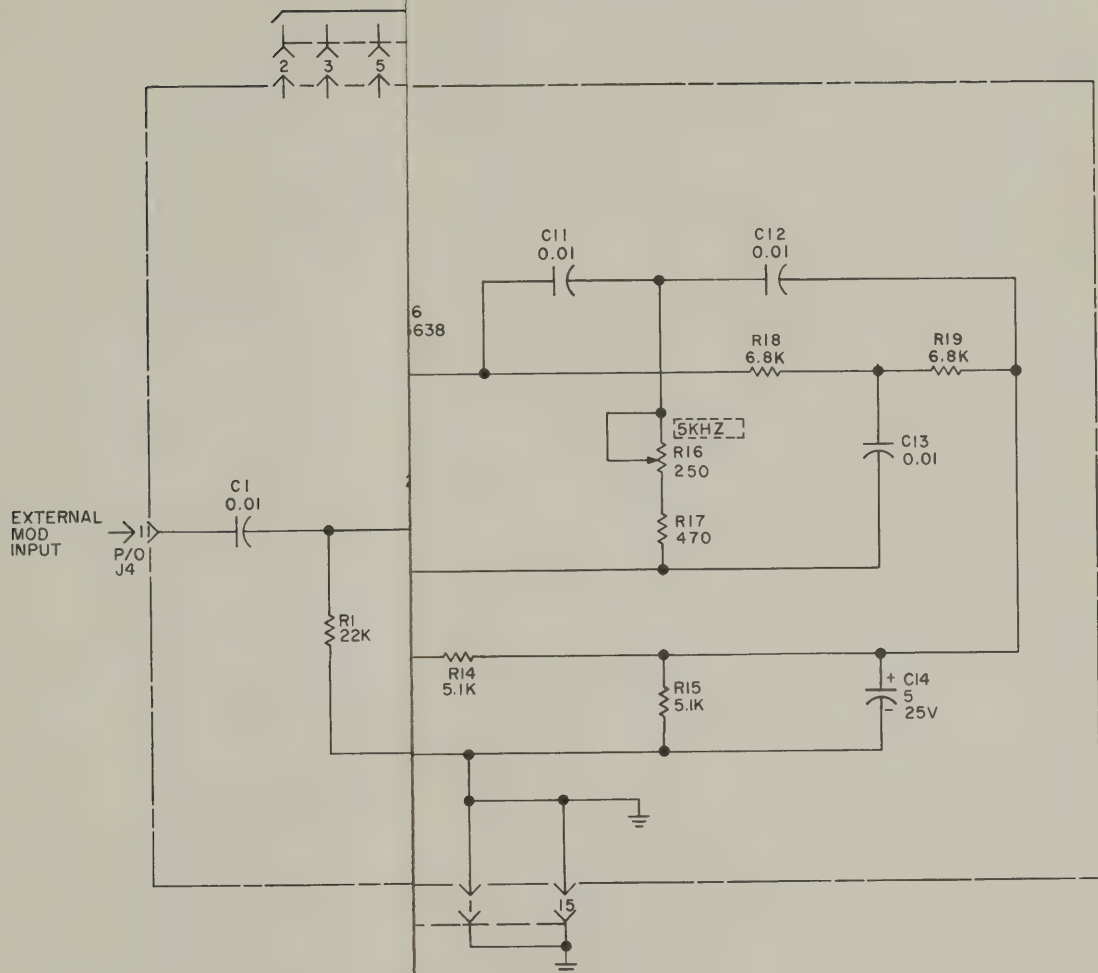 2 3 5
C11
0.01
C12
0.01
6
638
R18
6.8K
R19
6.8K
5KHZ
R16
250
C13
0.01
C1
0.01
EXTERNAL
MOD
INPUT
1
P/O
J4
R17
470
R1
22K
R14
5.1K
R15
5.1K
+ C14
5
- 25V
1 15